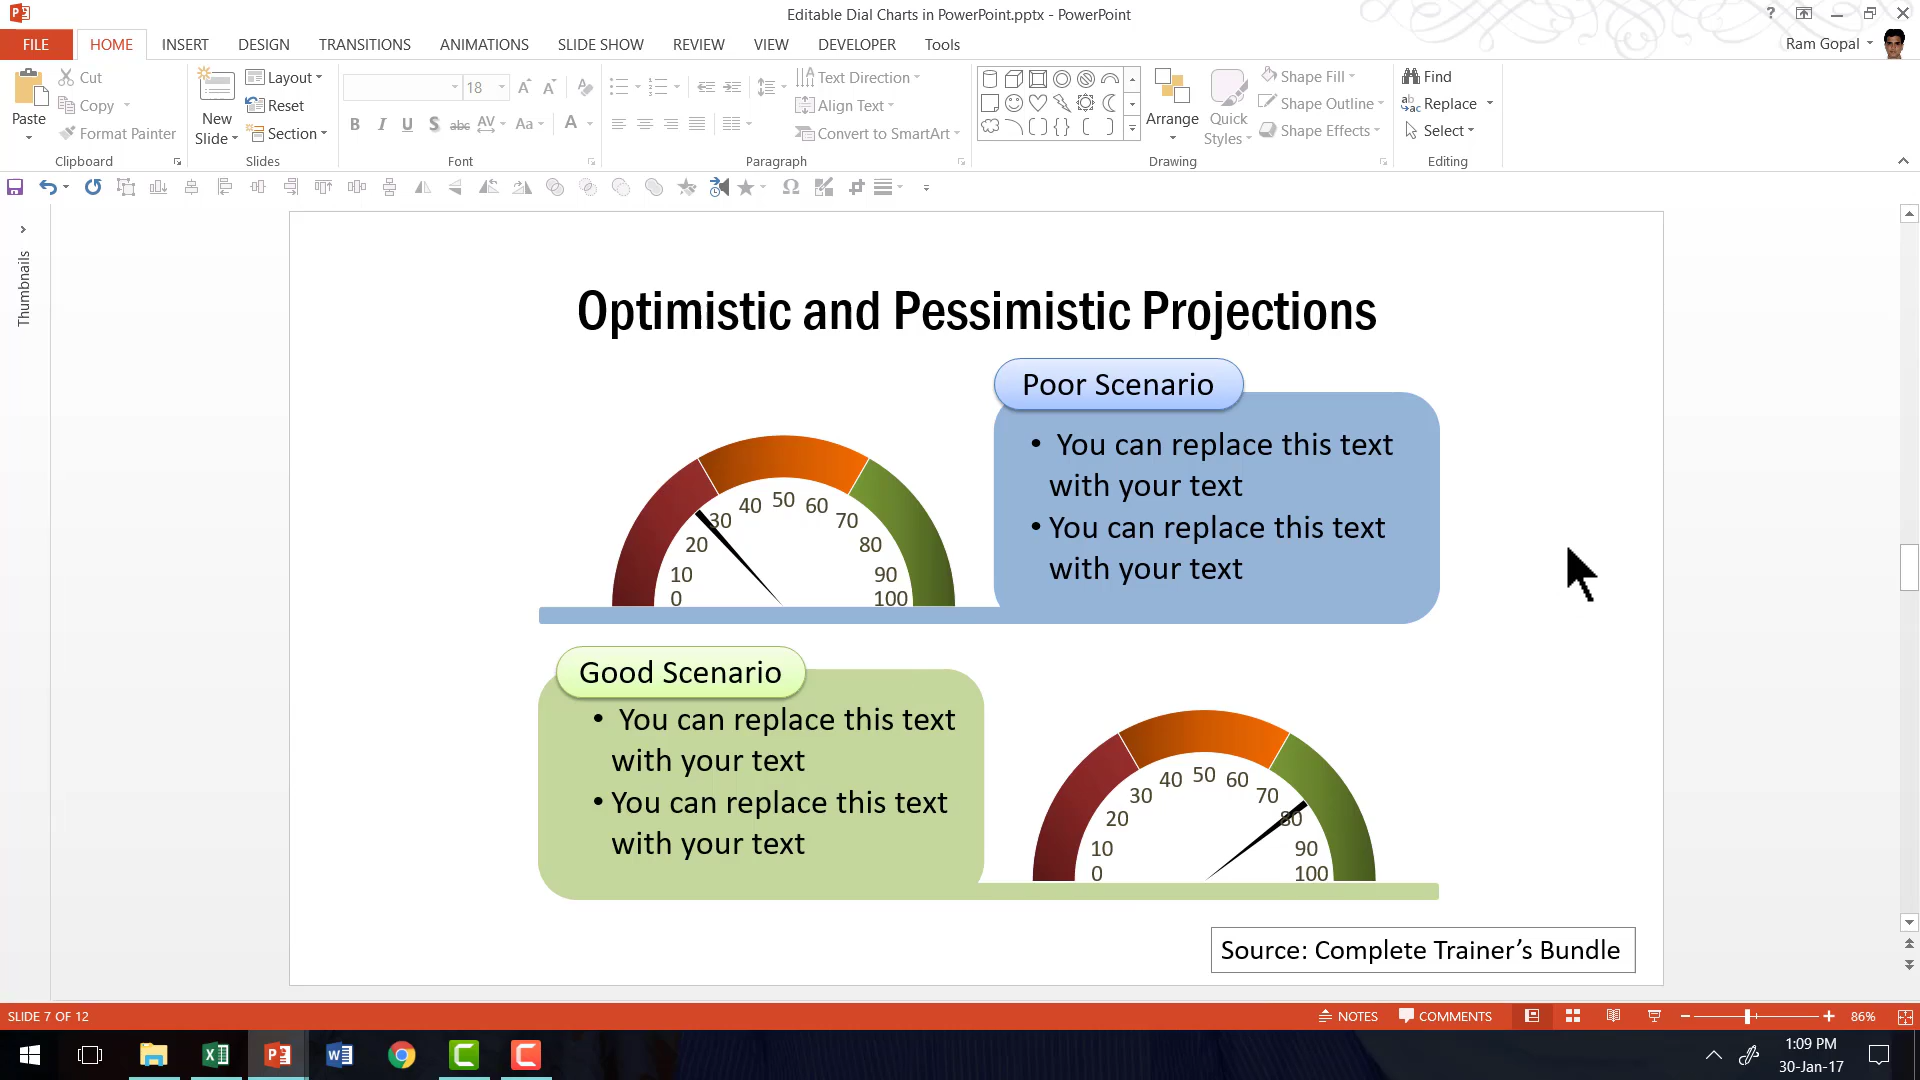 Editable Dial Charts in PowerPoint.pptx - PowerPoint
?
FILE HOME INSERT DESIGN TRANSITIONS ANIMATIONS SLIDE SHOW REVIEW VIEW DEVELOPER Tools
Ram Gopal
Paste
Cut
Copy
Format Painter
Clipboard
New
Slide
Layout
Reset
Section
Slides
18
B I U S abc AV Aa A
Font
Text Direction
Align Text
Convert to SmartArt
Paragraph
Arrange
Quick
Styles
Shape Fill
Shape Outline
Shape Effects
Drawing
Find
Replace
Select
Editing
Thumbnails
Optimistic and Pessimistic Projections
Poor Scenario
• You can replace this text
with your text
• You can replace this text
with your text
0 10 20 30 40 50 60 70 80 90 100
Good Scenario
• You can replace this text
with your text
• You can replace this text
with your text
0 10 20 30 40 50 60 70 80 90 100
Source: Complete Trainer’s Bundle
SLIDE 7 OF 12
NOTES COMMENTS 86%
1:09 PM
30-Jan-17